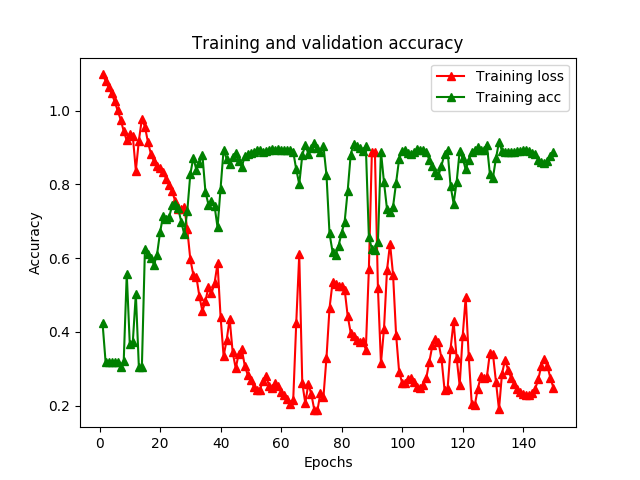 Training and validation accuracy
Training loss
Training acc
Accuracy
1.0
0.8
0.6
0.4
0.2
0 20 40 60 80 100 120 140
Epochs